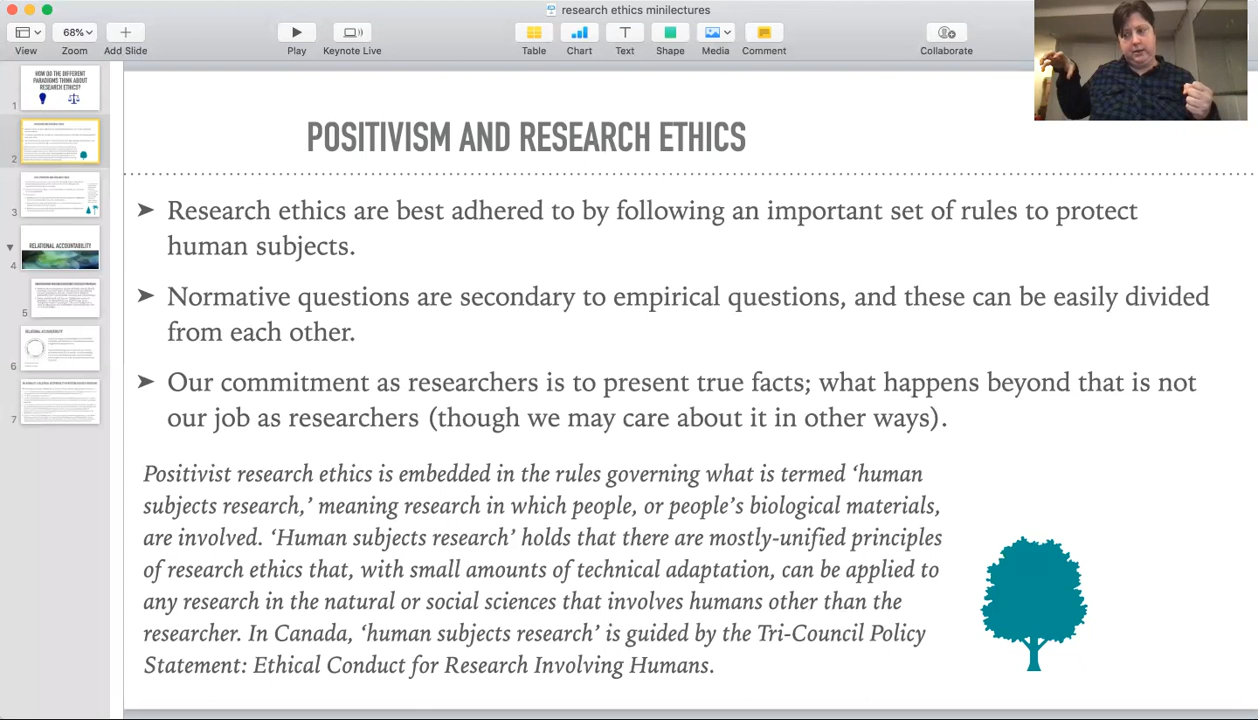 research ethics minilectures
68%
View
Zoom
Add Slide
Play
Keynote Live
Table
Chart
Text
Shape
Media
Comment
Collaborate
HOW DO THE DIFFERENT
PARADIGMS THINK ABOUT
RESEARCH ETHICS?
1
2
3
RELATIONAL ACCOUNTABILITY
4
5
6
7
POSITIVISM AND RESEARCH ETHICS
➤ Research ethics are best adhered to by following an important set of rules to protect
human subjects.
➤ Normative questions are secondary to empirical questions, and these can be easily divided
from each other.
➤ Our commitment as researchers is to present true facts; what happens beyond that is not
our job as researchers (though we may care about it in other ways).
Positivist research ethics is embedded in the rules governing what is termed ‘human
subjects research,’ meaning research in which people, or people’s biological materials,
are involved. ‘Human subjects research’ holds that there are mostly-unified principles
of research ethics that, with small amounts of technical adaptation, can be applied to
any research in the natural or social sciences that involves humans other than the
researcher. In Canada, ‘human subjects research’ is guided by the Tri-Council Policy
Statement: Ethical Conduct for Research Involving Humans.